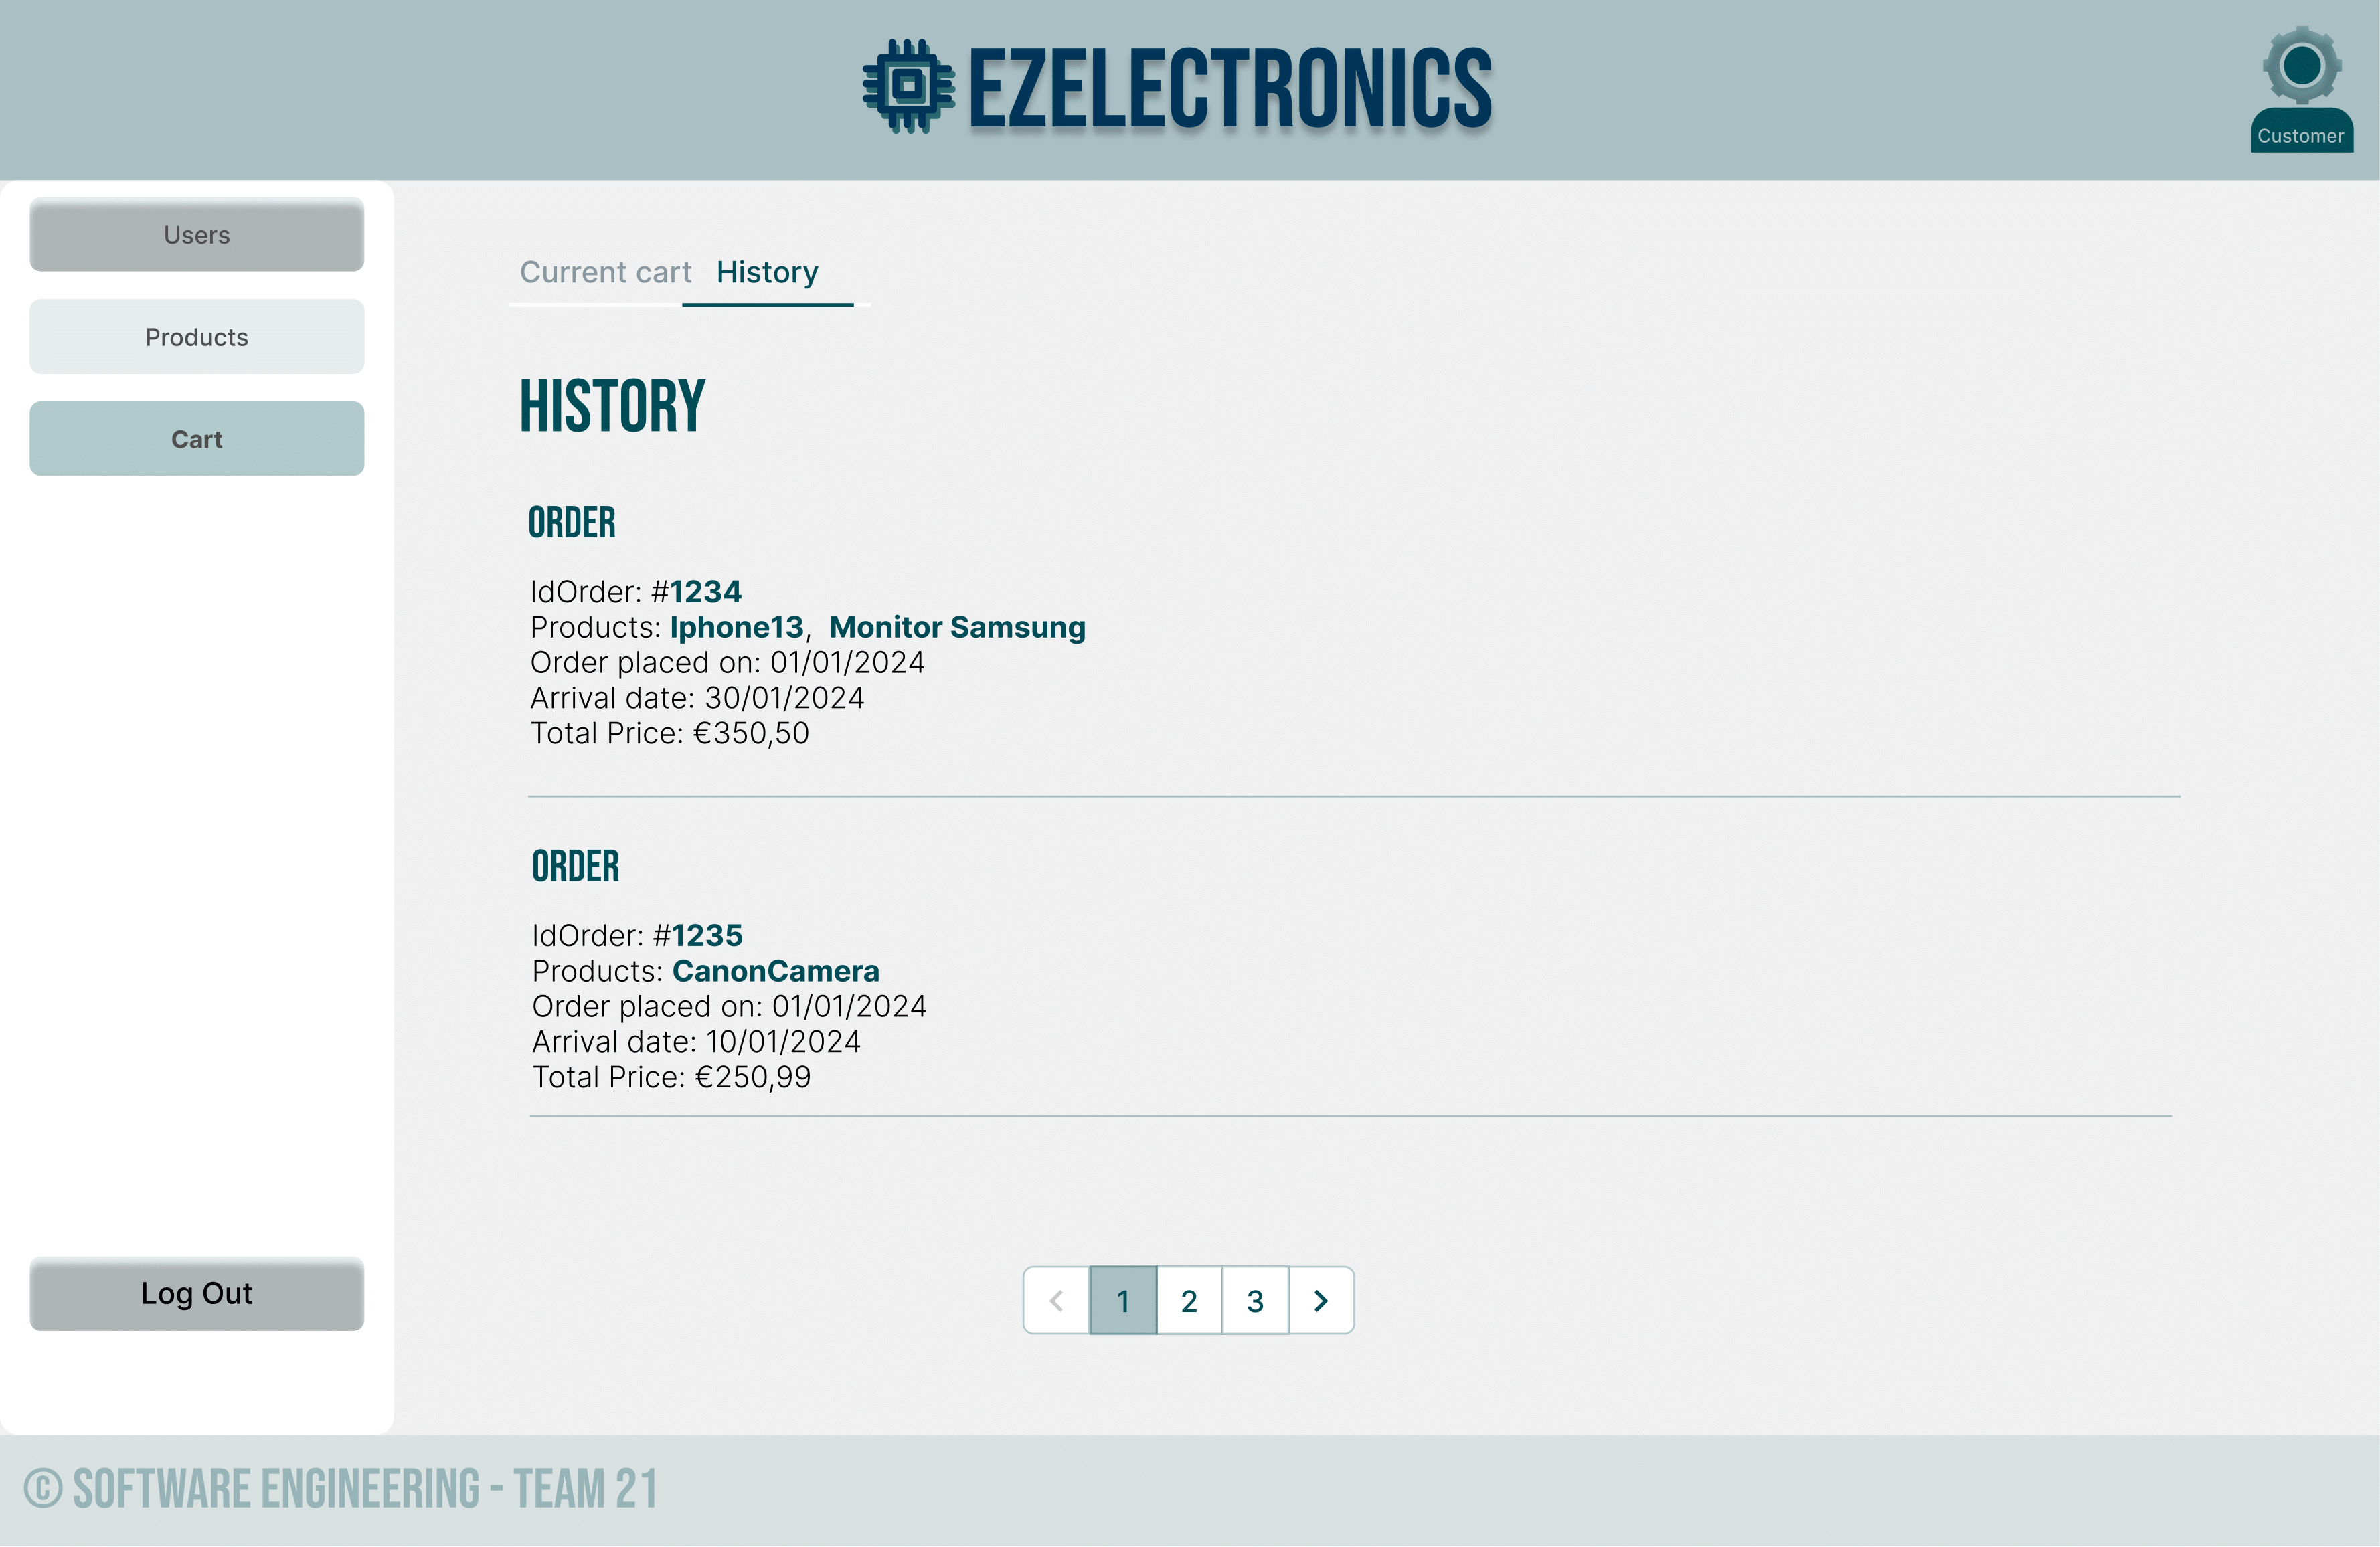 EZELECTRONICS
Customer
Users
Products
Cart
Current cart History
HISTORY
ORDER
IdOrder: #1234
Products: Iphone13, Monitor Samsung
Order placed on: 01/01/2024
Arrival date: 30/01/2024
Total Price: €350,50
ORDER
IdOrder: #1235
Products: CanonCamera
Order placed on: 01/01/2024
Arrival date: 10/01/2024
Total Price: €250,99
Log Out
1 2 3
© SOFTWARE ENGINEERING - TEAM 21